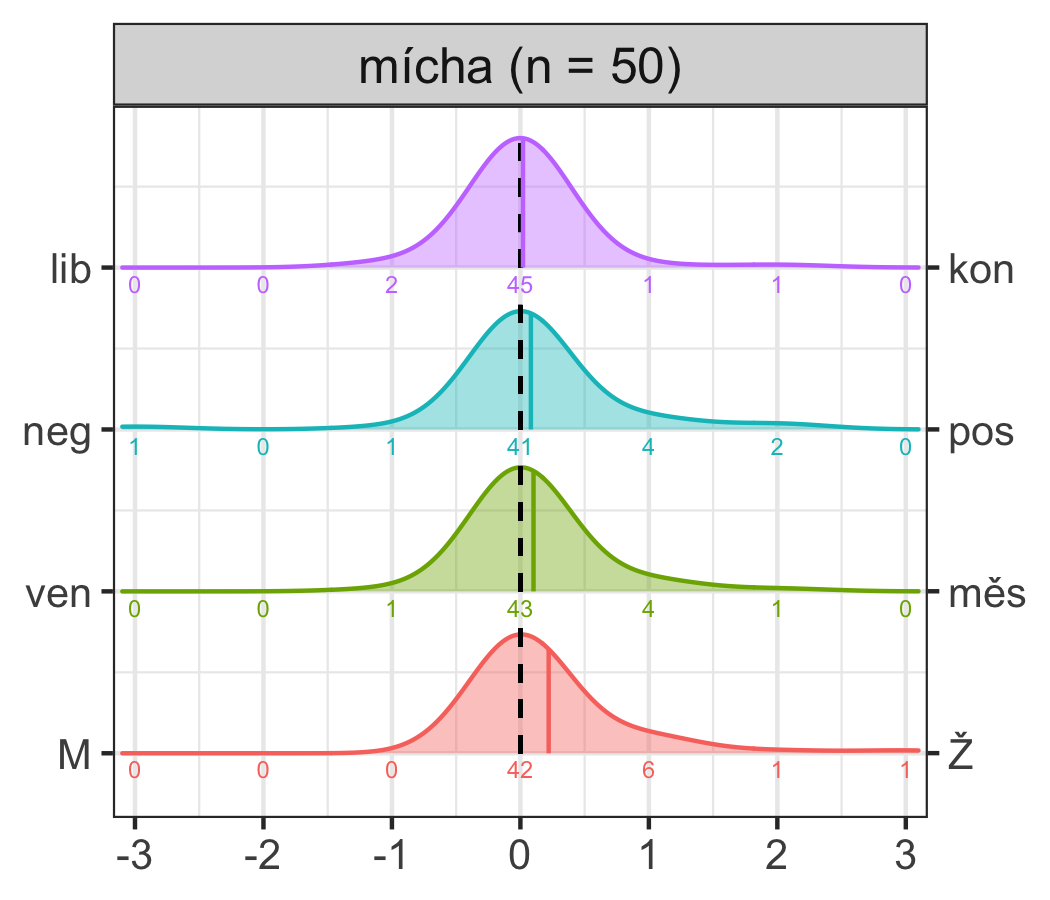 mícha (n = 50)
lib kon
0 0 2 45 1 1 0
neg pos
1 0 1 41 4 2 0
ven měs
0 0 1 43 4 1 0
M Ž
0 0 0 42 6 1 1
-3 -2 -1 0 1 2 3